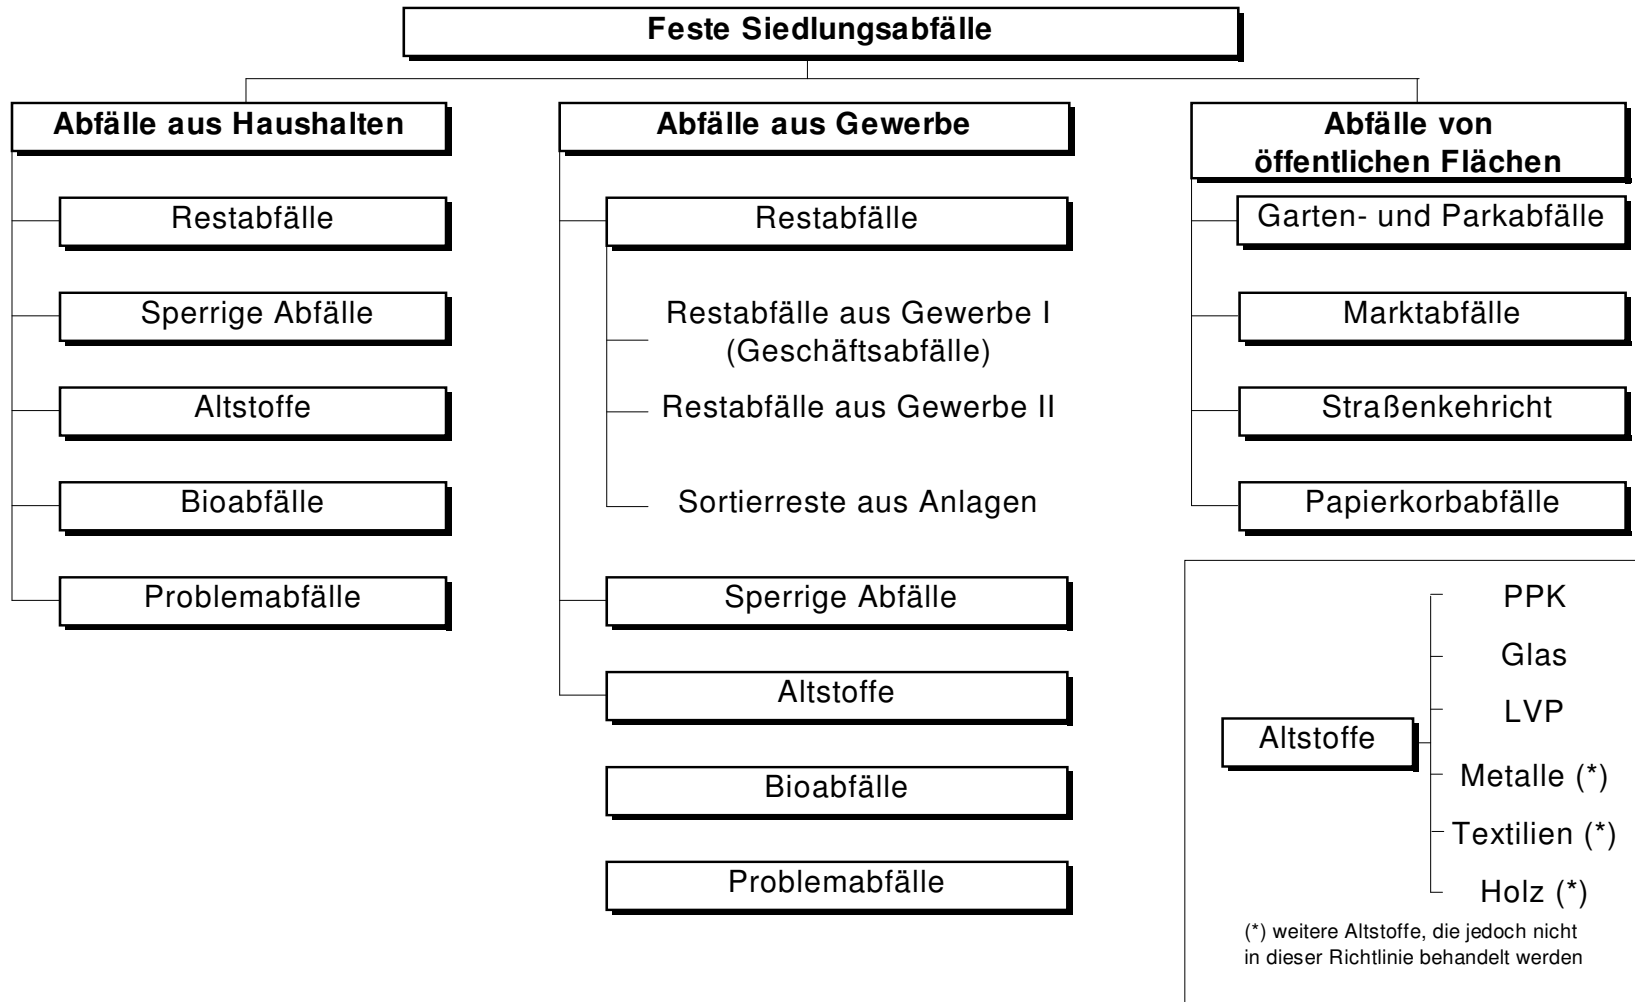 Feste Siedlungsabfälle
Abfälle aus Haushalten
Restabfälle
Sperrige Abfälle
Altstoffe
Bioabfälle
Problemabfälle
Abfälle aus Gewerbe
Restabfälle
Restabfälle aus Gewerbe I
(Geschäftsabfälle)
Restabfälle aus Gewerbe II
Sortierreste aus Anlagen
Sperrige Abfälle
Altstoffe
Bioabfälle
Problemabfälle
Abfälle von
öffentlichen Flächen
Garten- und Parkabfälle
Marktabfälle
Straßenkehricht
Papierkorbabfälle
Altstoffe
PPK
Glas
LVP
Metalle (*)
Textilien (*)
Holz (*)
(*) weitere Altstoffe, die jedoch nicht
in dieser Richtlinie behandelt werden